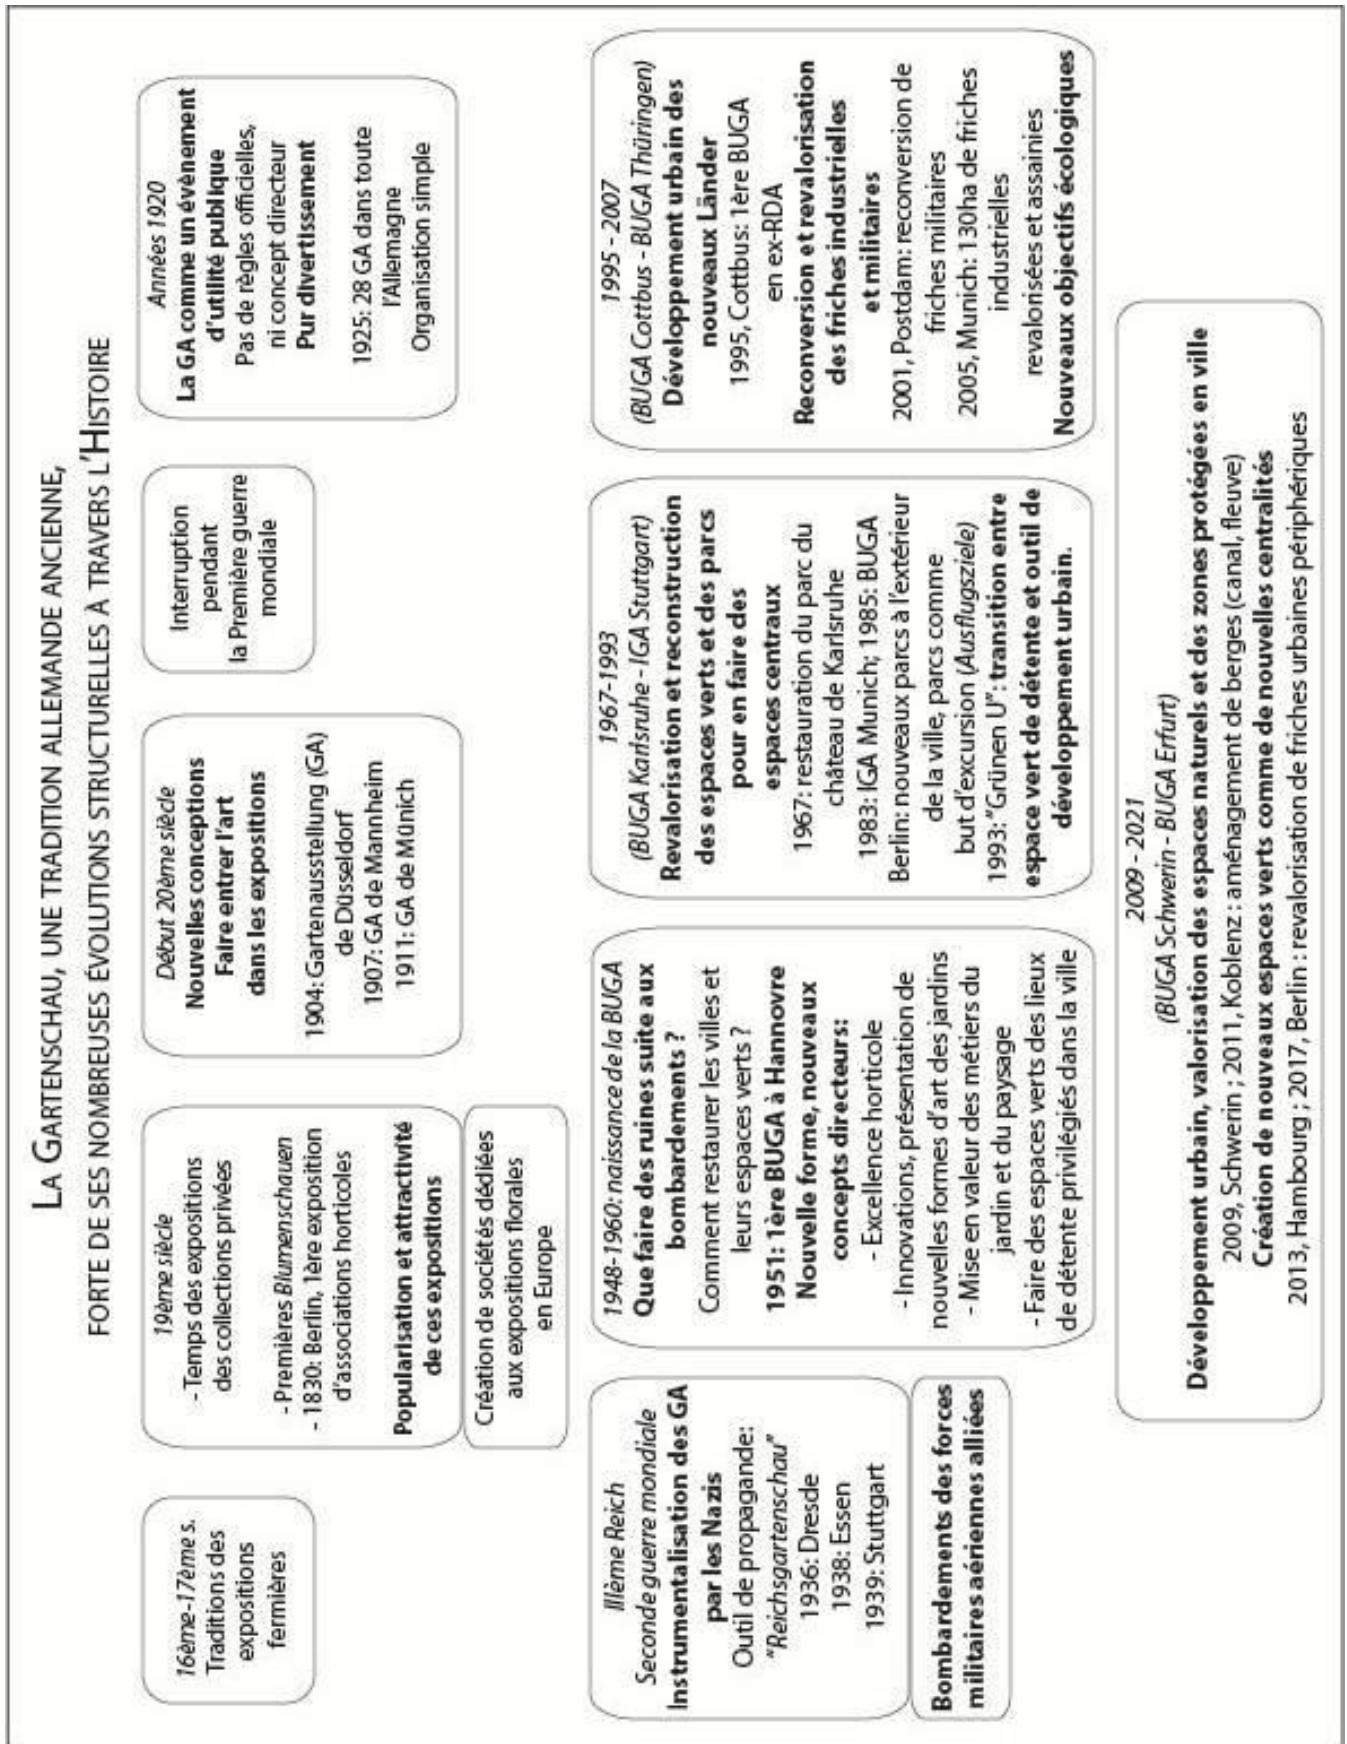 LA GARTENSCHAU, UNE TRADITION ALLEMANDE ANCIENNE,
FORTE DE SES NOMBREUSES ÉVOLUTIONS STRUCTURELLES À TRAVERS L'HISTOIRE
16ème-17ème s.
Traditions des
expositions
fermières
19ème siècle
- Temps des expositions
des collections privées
- Premières Blumenschauen
- 1830: Berlin, 1ère exposition
d'associations horticoles
Popularisation et attractivité
de ces expositions
Création de sociétés dédiées
aux expositions florales
en Europe
Début 20ème siècle
Nouvelles conceptions
Faire entrer l'art
dans les expositions
1904: Gartenaustellung (GA)
de Düsseldorf
1907: GA de Mannheim
1911: GA de Münich
Interruption
pendant
la Première guerre
mondiale
Années 1920
La GA comme un évènement
d'utilité publique
Pas de règles officielles,
ni concept directeur
Pur divertissement
1925: 28 GA dans toute
l'Allemagne
Organisation simple
IIIème Reich
Seconde guerre mondiale
Instrumentalisation des GA
par les Nazis
Outil de propagande:
"Reichsgartenschau"
1936: Dresde
1938: Essen
1939: Stuttgart
Bombardements des forces
militaires aériennes alliées
1948-1960: naissance de la BUGA
Que faire des ruines suite aux
bombardements ?
Comment restaurer les villes et
leurs espaces verts ?
1951: 1ère BUGA à Hannovre
Nouvelle forme, nouveaux
concepts directeurs:
- Excellence horticole
- Innovations, présentation de
nouvelles formes d'art des jardins
- Mise en valeur des métiers du
jardin et du paysage
- Faire des espaces verts des lieux
de détente privilégiés dans la ville
1967-1993
(BUGA Karlsruhe - IGA Stuttgart)
Revalorisation et reconstruction
des espaces verts et des parcs
pour en faire des
espaces centraux
1967: restauration du parc du
château de Karlsruhe
1983: IGA Munich; 1985: BUGA
Berlin: nouveaux parcs à l'extérieur
de la ville, parcs comme
but d'excursion (Ausflugsziele)
1993: "Grünen U": transition entre
espace vert de détente et outil de
développement urbain.
1995 - 2007
(BUGA Cottbus - BUGA Thüringen)
Développement urbain des
nouveaux Länder
1995, Cottbus: 1ère BUGA
en ex-RDA
Reconversion et revalorisation
des friches industrielles
et militaires
2001, Postdam: reconversion de
friches militaires
2005, Munich: 130ha de friches
industrielles
revalorisées et assainies
Nouveaux objectifs écologiques
2009 - 2021
(BUGA Schwerin - BUGA Erfurt)
Développement urbain, valorisation des espaces naturels et des zones protégées en ville
2009, Schwerin ; 2011, Koblenz : aménagement de berges (canal, fleuve)
Création de nouveaux espaces verts comme de nouvelles centralités
2013, Hambourg ; 2017, Berlin : revalorisation de friches urbaines périphériques